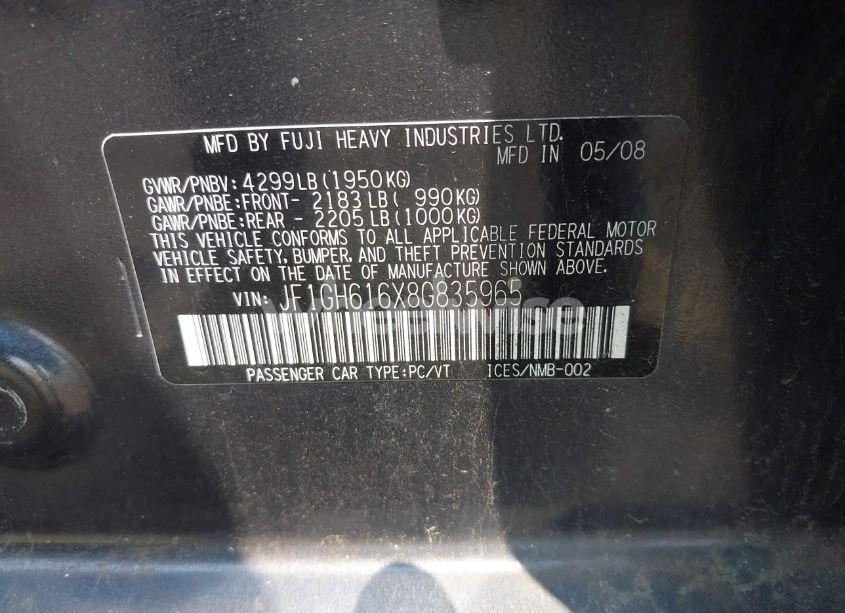 MFD BY FUJI HEAVY INDUSTRIES LTD.
MFD IN 05/08
GVWR/PNBV: 4299LB(1950KG)
GAWR/PNBE:FRONT- 2183LB( 990KG)
GAWR/PNBE:REAR - 2205LB(1000KG)
THIS VEHICLE CONFORMS TO ALL APPLICABLE FEDERAL MOTOR
VEHICLE SAFETY, BUMPER, AND THEFT PREVENTION STANDARDS
IN EFFECT ON THE DATE OF MANUFACTURE SHOWN ABOVE.
VIN: JF1GH616X8G835965
PASSENGER CAR TYPE:PC/VT ICES/NMB-002